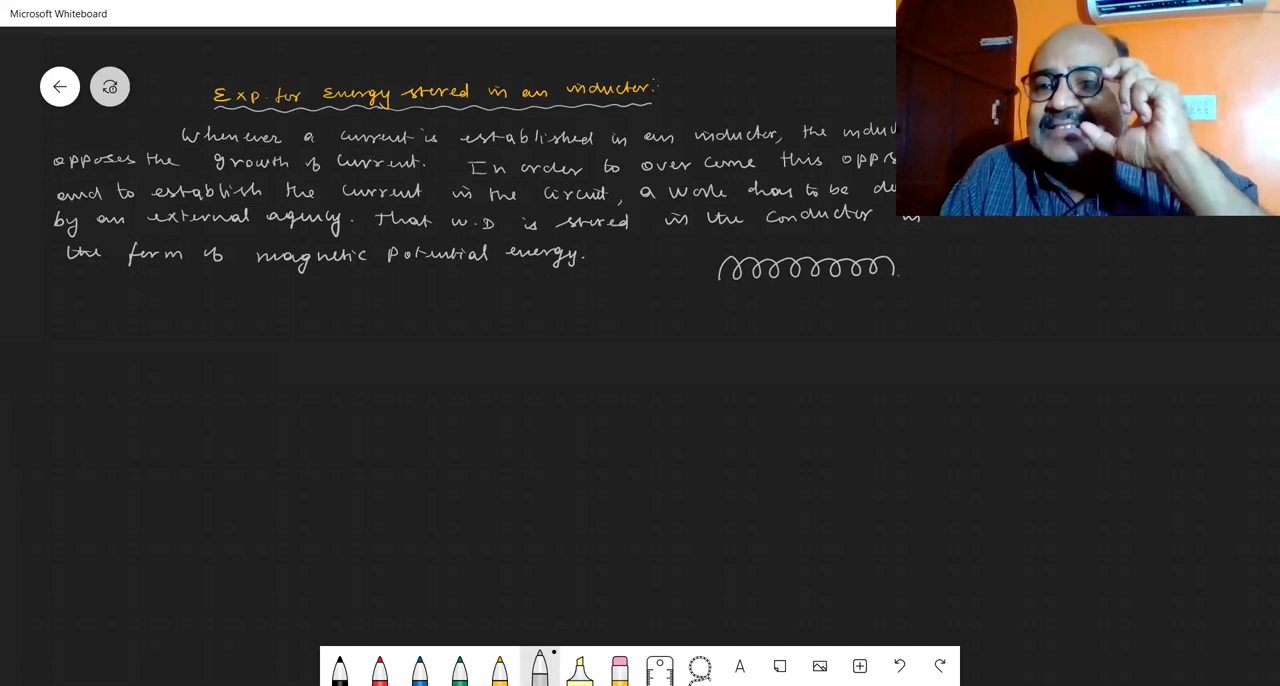 Microsoft Whiteboard
Exp. for Energy stored in an inductor:
Whenever a current is established in an inductor, the
opposes the growth of current. In order to over come this
and to establish the current in the circuit, a work has to be
by an external agency. That W.D is stored in the conductor in
the form of magnetic potential energy.